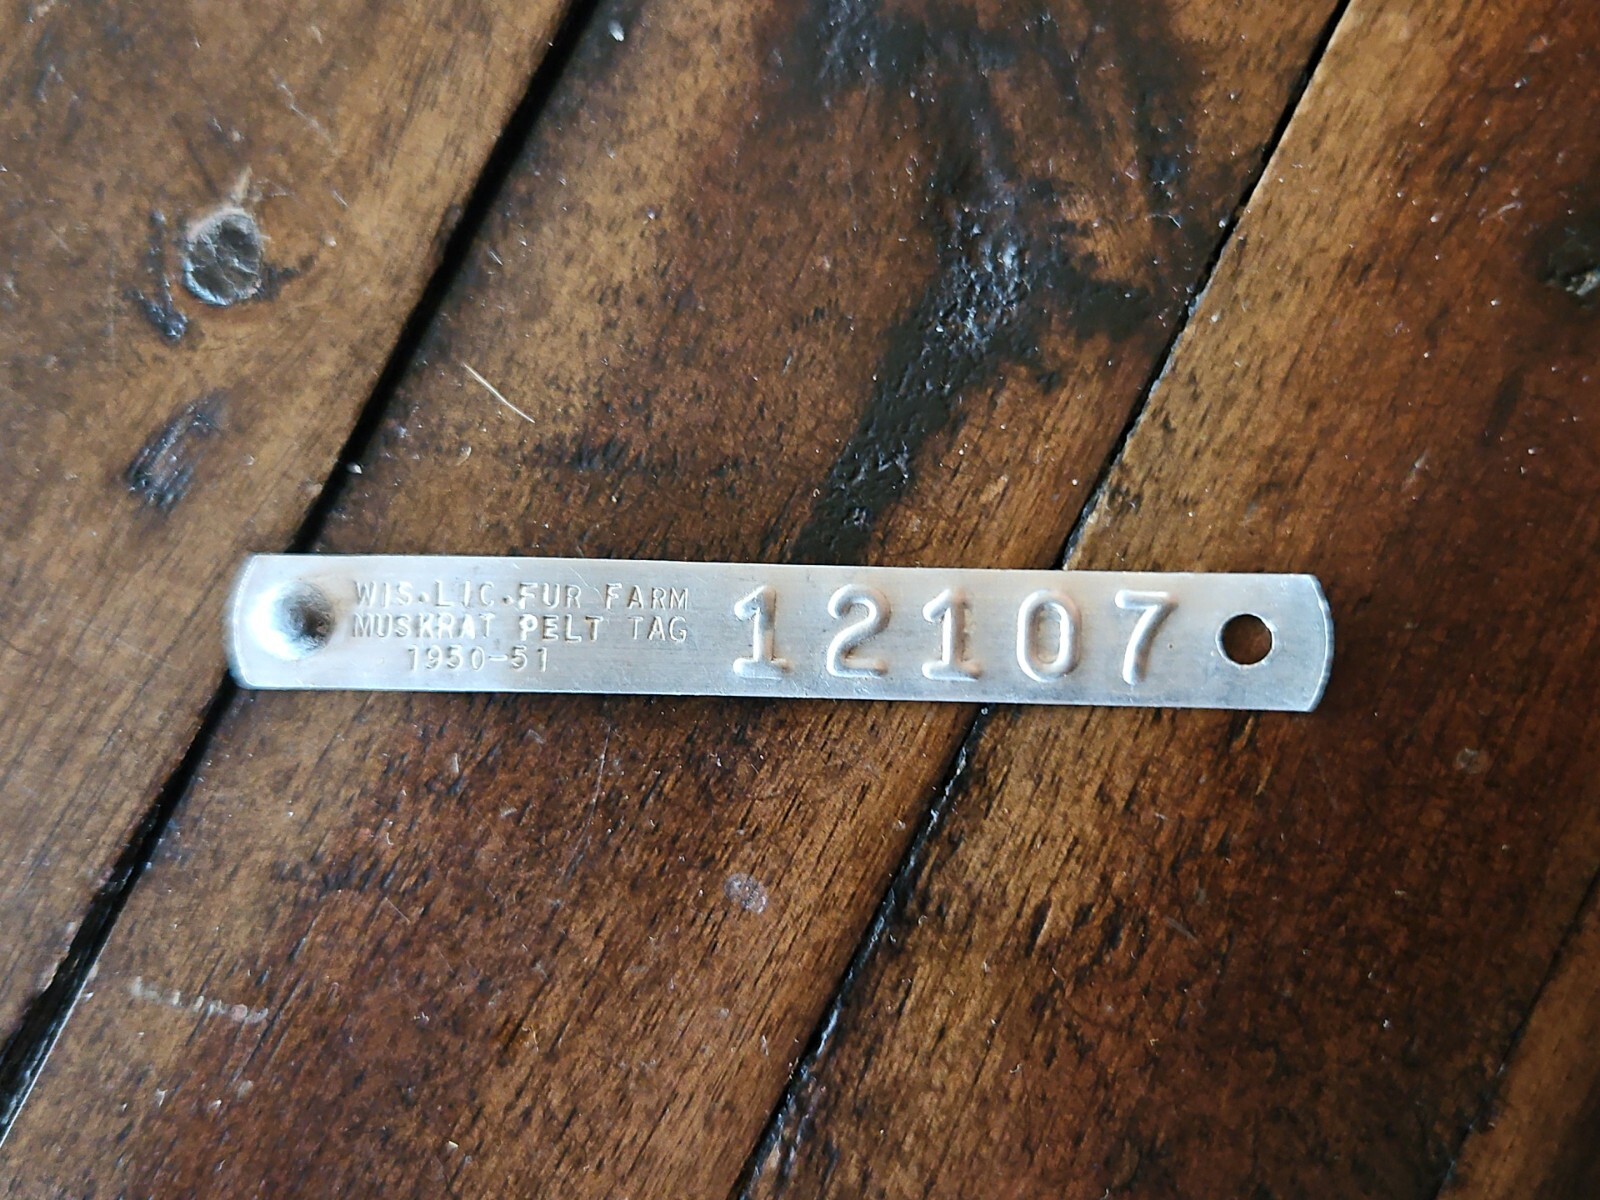 WIS.LIC.FUR FARM
MUSKRAT PELT TAG
1950-51
12107